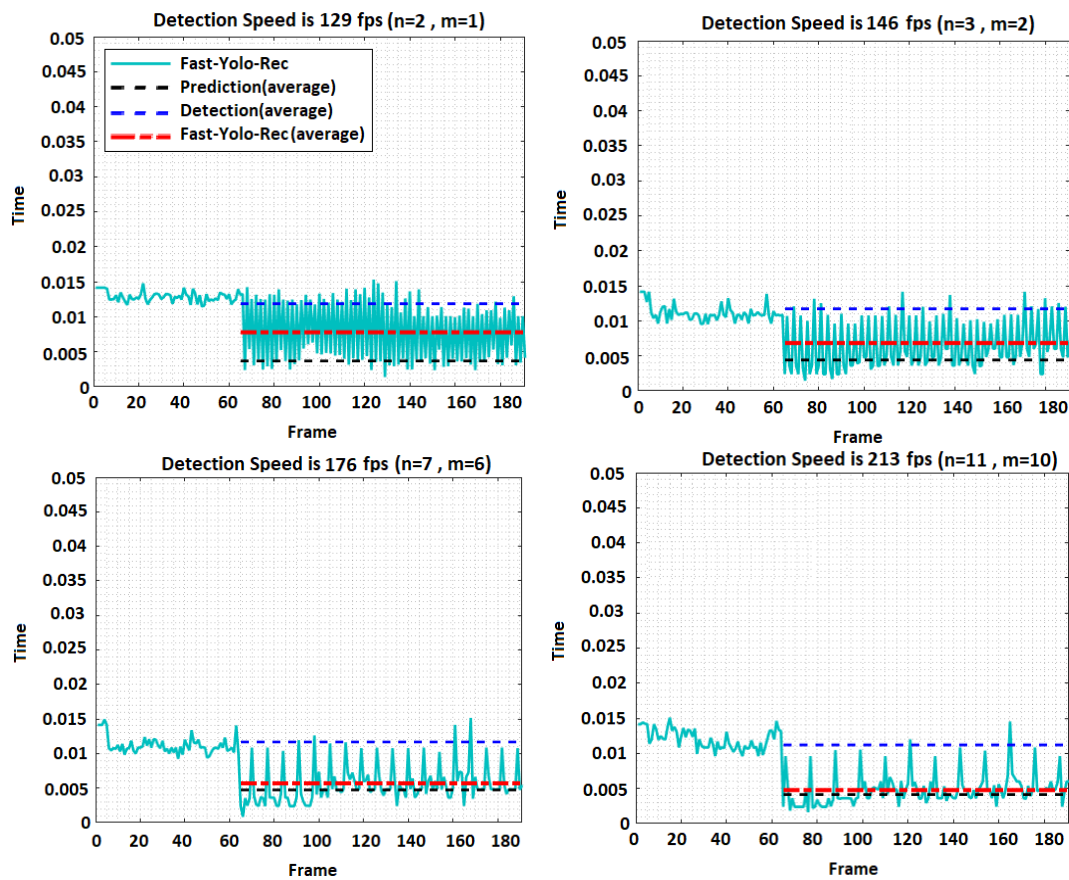 Detection Speed is 129 fps (n=2 , m=1)
0.05
0.045
0.04
0.035
0.03
0.025
0.02
0.015
0.01
0.005
0
Time
Fast-Yolo-Rec
Prediction(average)
Detection(average)
Fast-Yolo-Rec(average)
0 20 40 60 80 100 120 140 160 180
Frame
Detection Speed is 146 fps (n=3 , m=2)
0.05
0.045
0.04
0.035
0.03
0.025
0.02
0.015
0.01
0.005
0
Time
0 20 40 60 80 100 120 140 160 180
Frame
Detection Speed is 176 fps (n=7 , m=6)
0.05
0.045
0.04
0.035
0.03
0.025
0.02
0.015
0.01
0.005
0
Time
0 20 40 60 80 100 120 140 160 180
Frame
Detection Speed is 213 fps (n=11 , m=10)
0.05
0.045
0.04
0.035
0.03
0.025
0.02
0.015
0.01
0.005
0
Time
0 20 40 60 80 100 120 140 160 180
Frame